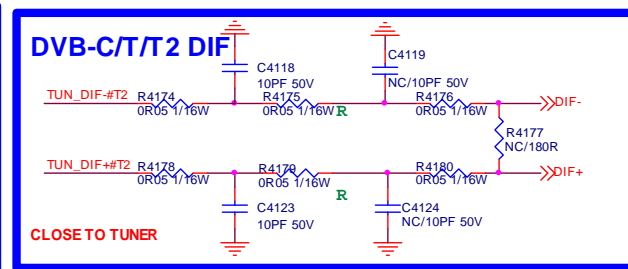 DVB-C/T/T2 DIF
C4118
10PF 50V
C4119
NC/10PF 50V
TUN_DIF-#T2
R4174
0R05 1/16W
R4175
0R05 1/16W
R
R4176
0R05 1/16W
DIF-
R4177
NC/180R
TUN_DIF+#T2
R4178
0R05 1/16W
R4179
0R05 1/16W
R
R4180
0R05 1/16W
DIF+
C4123
10PF 50V
C4124
NC/10PF 50V
CLOSE TO TUNER